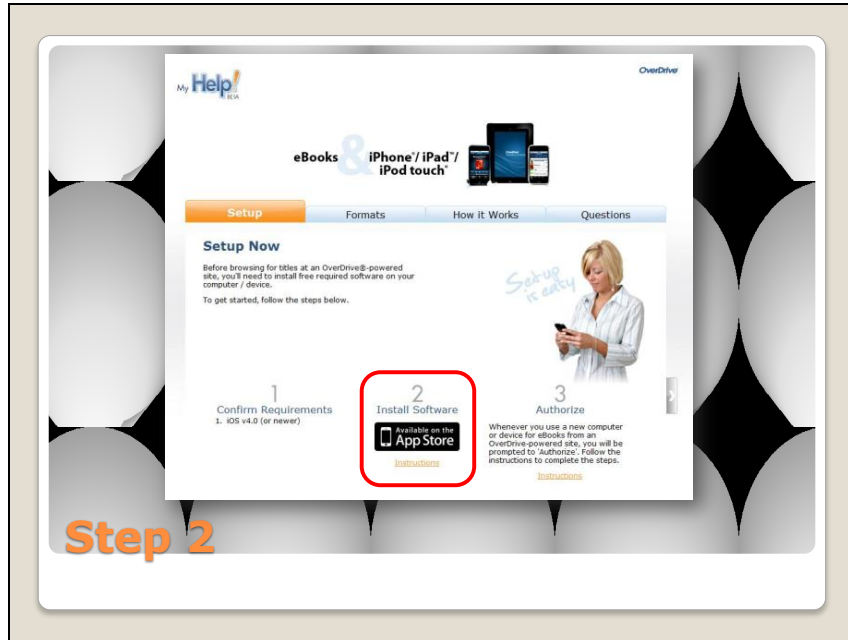 OverDrive
My Help!
BETA
eBooks & iPhone®/ iPad™/
iPod touch®
Setup
Formats
How it Works
Questions
Setup Now
Before browsing for titles at an OverDrive®-powered
site, you'll need to install free required software on your
computer / device.
To get started, follow the steps below.
Setup
is easy
1
Confirm Requirements
1. iOS v4.0 (or newer)
2
Install Software
Available on the
App Store
Instructions
3
Authorize
Whenever you use a new computer
or device for eBooks from an
OverDrive-powered site, you will be
prompted to 'Authorize'. Follow the
instructions to complete the steps.
Instructions
Step 2